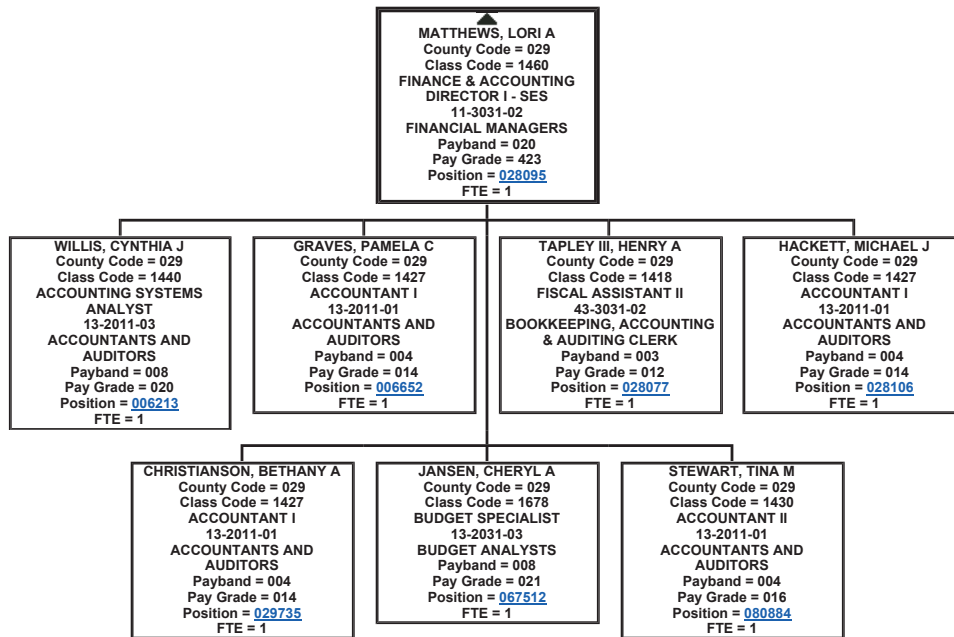 MATTHEWS, LORI A
County Code = 029
Class Code = 1460
FINANCE & ACCOUNTING
DIRECTOR I - SES
11-3031-02
FINANCIAL MANAGERS
Payband = 020
Pay Grade = 423
Position = 028095
FTE = 1
WILLIS, CYNTHIA J
County Code = 029
Class Code = 1440
ACCOUNTING SYSTEMS
ANALYST
13-2011-03
ACCOUNTANTS AND
AUDITORS
Payband = 008
Pay Grade = 020
Position = 006213
FTE = 1
GRAVES, PAMELA C
County Code = 029
Class Code = 1427
ACCOUNTANT I
13-2011-01
ACCOUNTANTS AND
AUDITORS
Payband = 004
Pay Grade = 014
Position = 006652
FTE = 1
TAPLEY III, HENRY A
County Code = 029
Class Code = 1418
FISCAL ASSISTANT II
43-3031-02
BOOKKEEPING, ACCOUNTING
& AUDITING CLERK
Payband = 003
Pay Grade = 012
Position = 028077
FTE = 1
HACKETT, MICHAEL J
County Code = 029
Class Code = 1427
ACCOUNTANT I
13-2011-01
ACCOUNTANTS AND
AUDITORS
Payband = 004
Pay Grade = 014
Position = 028106
FTE = 1
CHRISTIANSON, BETHANY A
County Code = 029
Class Code = 1427
ACCOUNTANT I
13-2011-01
ACCOUNTANTS AND
AUDITORS
Payband = 004
Pay Grade = 014
Position = 029735
FTE = 1
JANSEN, CHERYL A
County Code = 029
Class Code = 1678
BUDGET SPECIALIST
13-2031-03
BUDGET ANALYSTS
Payband = 008
Pay Grade = 021
Position = 067512
FTE = 1
STEWART, TINA M
County Code = 029
Class Code = 1430
ACCOUNTANT II
13-2011-01
ACCOUNTANTS AND
AUDITORS
Payband = 004
Pay Grade = 016
Position = 080884
FTE = 1